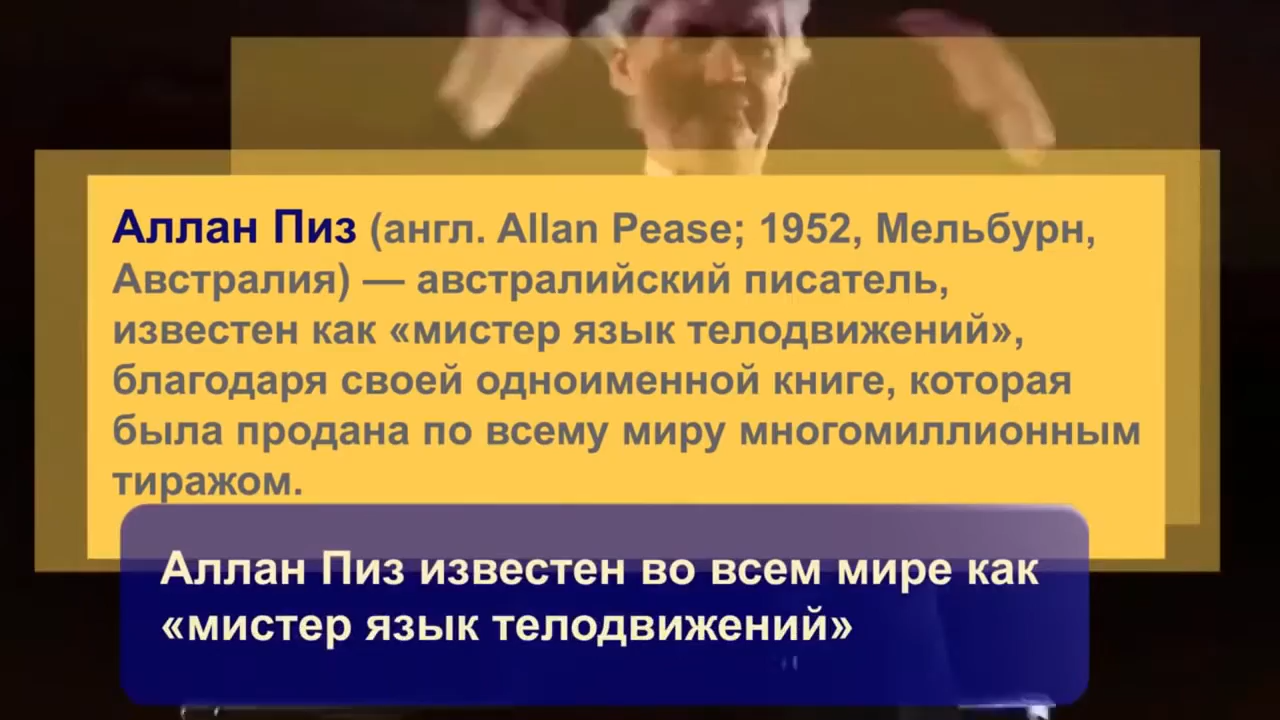 Аллан Пиз (англ. Allan Pease; 1952, Мельбурн,
Австралия) — австралийский писатель,
известен как «мистер язык телодвижений»,
благодаря своей одноименной книге, которая
была продана по всему миру многомиллионным
тиражом.
Аллан Пиз известен во всем мире как
«мистер язык телодвижений»